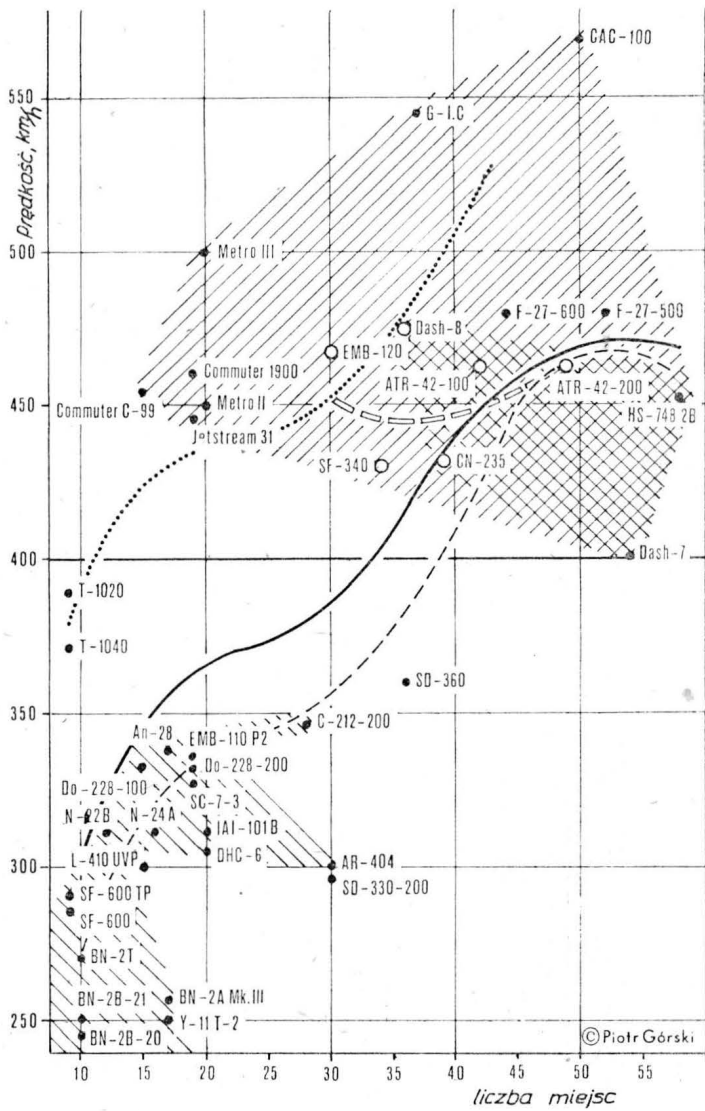 CAC-100
550
G-I.C
Prędkość, km/h
500
Metro III
F-27-600
F-27-500
Dash-8
EMB-120
Commuter 1900
ATR-42-100
ATR-42-200
450
Commuter C-99
Metro II
HS-748 2B
Jetstream 31
SF-340
CN-235
400
Dash-7
T-1020
T-1040
SD-360
350
C-212-200
An-28
EMB-110 P2
Do-228-200
Do-228-100
SC-7-3
N-22B
N-24A
IAI-101B
L-410 UVP
DHC-6
300
AR-404
SD-330-200
SF-600 TP
SF-600
BN-2T
BN-2B-21
BN-2A Mk.III
250
Y-11 T-2
BN-2B-20
©Piotr Górski
10 15 20 25 30 35 40 45 50 55
liczba miejsc